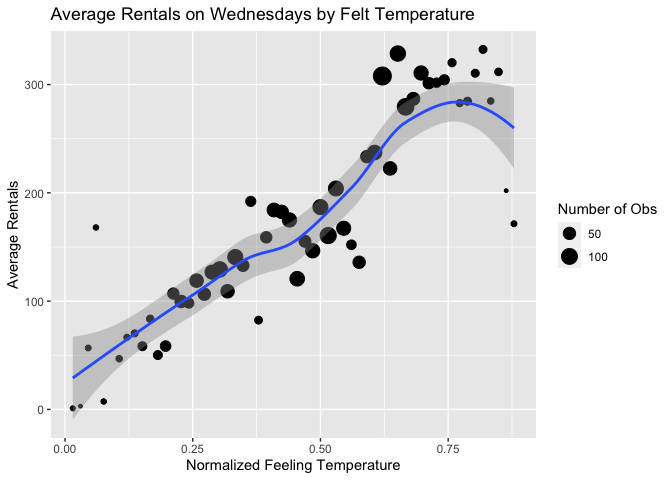 Average Rentals on Wednesdays by Felt Temperature
300
200
100
0
Average Rentals
0.00 0.25 0.50 0.75
Normalized Feeling Temperature
Number of Obs
50
100